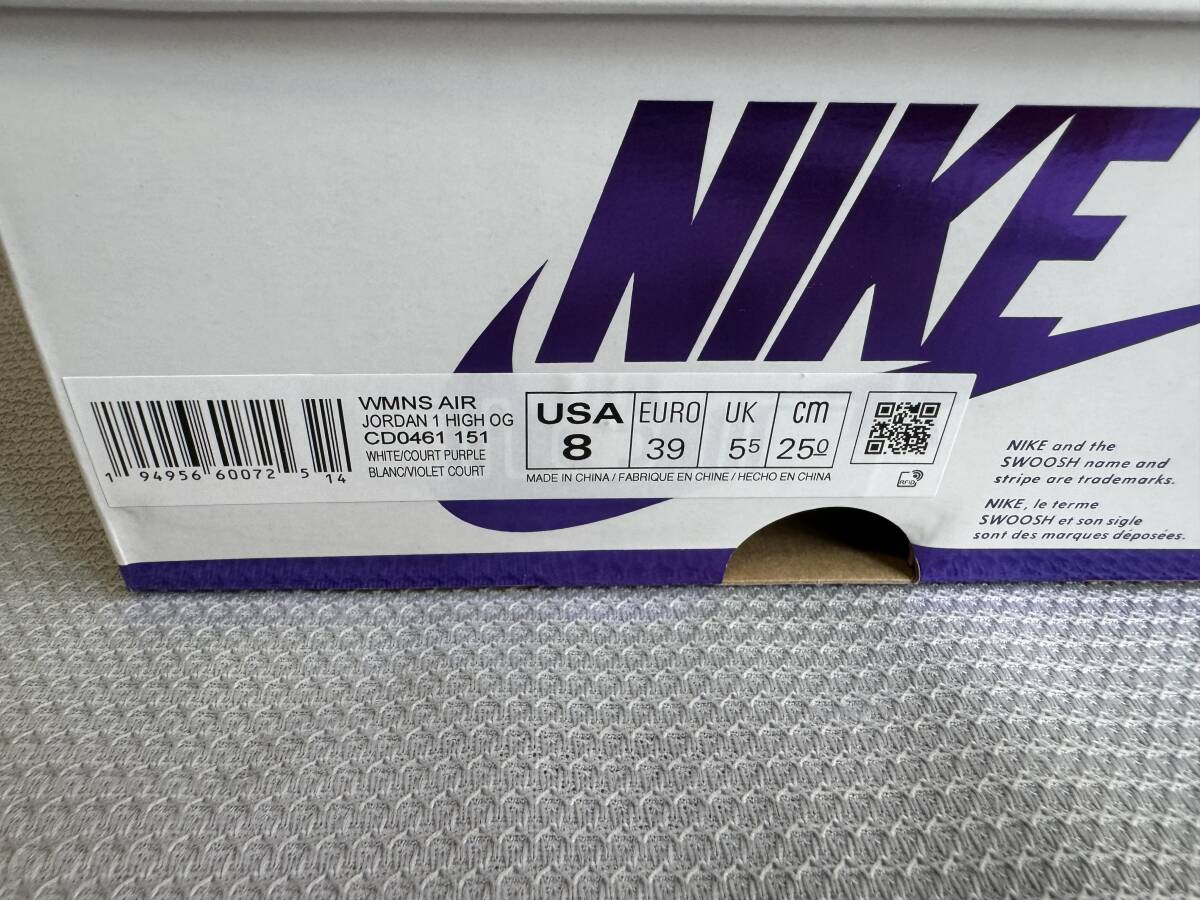 NIKE
WMNS AIR
JORDAN 1 HIGH OG
CD0461 151
WHITE/COURT PURPLE
BLANC/VIOLET COURT
1 94956 60072 5 14
USA EURO UK cm
8 39 5.5 25.0
MADE IN CHINA / FABRIQUE EN CHINE / HECHO EN CHINA
RFID
NIKE and the
SWOOSH name and
stripe are trademarks.
NIKE, le terme
SWOOSH et son sigle
sont des marques déposées.